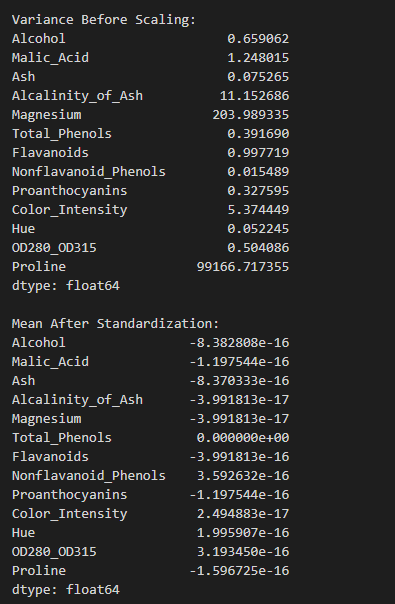 Variance Before Scaling:
Alcohol 0.659062
Malic_Acid 1.248015
Ash 0.075265
Alcalinity_of_Ash 11.152686
Magnesium 203.989335
Total_Phenols 0.391690
Flavanoids 0.997719
Nonflavanoid_Phenols 0.015489
Proanthocyanins 0.327595
Color_Intensity 5.374449
Hue 0.052245
OD280_OD315 0.504086
Proline 99166.717355
dtype: float64
Mean After Standardization:
Alcohol -8.382808e-16
Malic_Acid -1.197544e-16
Ash -8.370333e-16
Alcalinity_of_Ash -3.991813e-17
Magnesium -3.991813e-17
Total_Phenols 0.000000e+00
Flavanoids -3.991813e-16
Nonflavanoid_Phenols 3.592632e-16
Proanthocyanins -1.197544e-16
Color_Intensity 2.494883e-17
Hue 1.995907e-16
OD280_OD315 3.193450e-16
Proline -1.596725e-16
dtype: float64